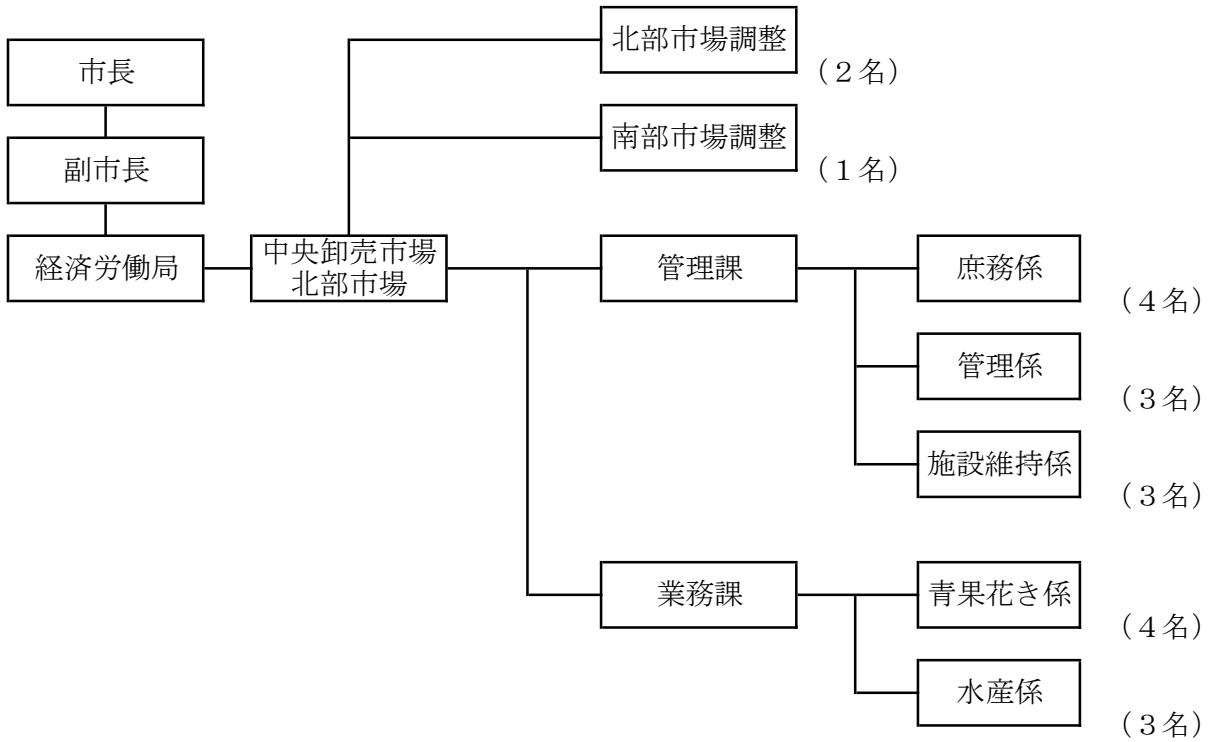 市長
副市長
経済労働局
中央卸売市場
北部市場
北部市場調整
(2名)
南部市場調整
(1名)
管理課
庶務係
(4名)
管理係
(3名)
施設維持係
(3名)
業務課
青果花き係
(4名)
水産係
(3名)